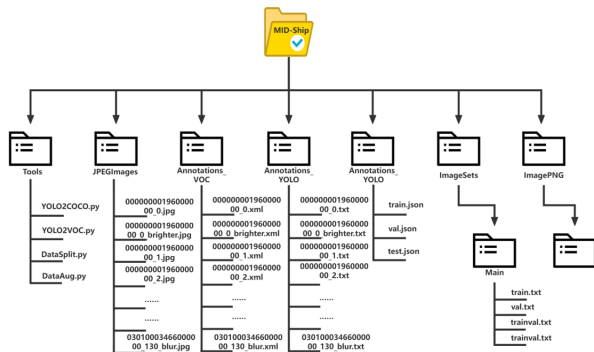 MID-Ship
Tools
JPEGImages
Annotations_
VOC
Annotations_
YOLO
Annotations_
YOLO
ImageSets
ImagePNG
YOLO2COCO.py
YOLO2VOC.py
DataSplit.py
DataAug.py
000000001960000
00_0.jpg
000000001960000
00_0_brighter.jpg
000000001960000
00_1.jpg
000000001960000
00_2.jpg
......
......
030100034660000
00_130_blur.jpg
000000001960000
00_0.xml
000000001960000
00_0_brighter.xml
000000001960000
00_1.xml
000000001960000
00_2.xml
......
......
030100034660000
00_130_blur.xml
000000001960000
00_0.txt
000000001960000
00_0_brighter.txt
000000001960000
00_1.txt
000000001960000
00_2.txt
......
......
030100034660000
00_130_blur.txt
train.json
val.json
test.json
Main
train.txt
val.txt
trainval.txt
trainval.txt